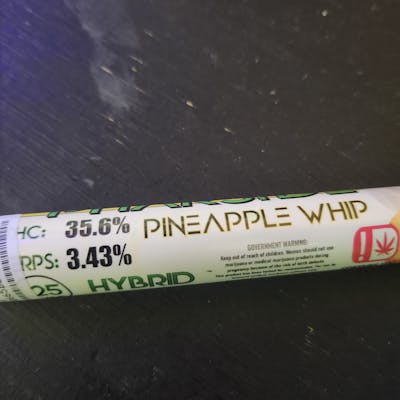 HC: 35.6% PINEAPPLE WHIP
RPS: 3.43%
25 HYBRID
GOVERNMENT WARNING:
Keep out of reach of children. Women should not use
marijuana or medical marijuana products during
pregnancy because of the risk of birth defects.